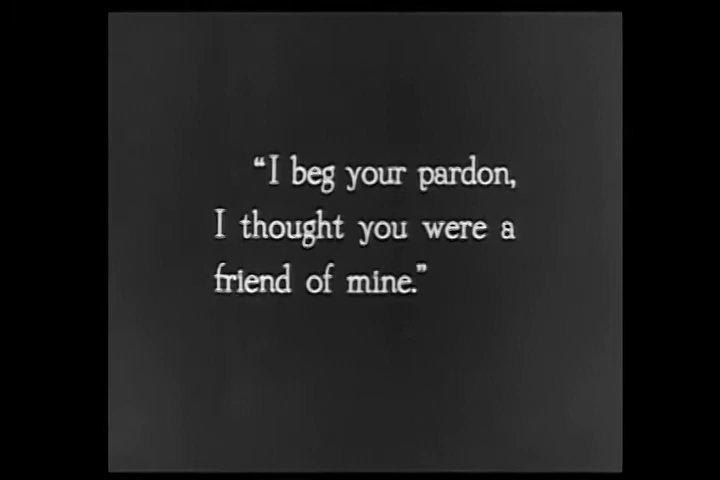 “I beg your pardon,
I thought you were a
friend of mine.”